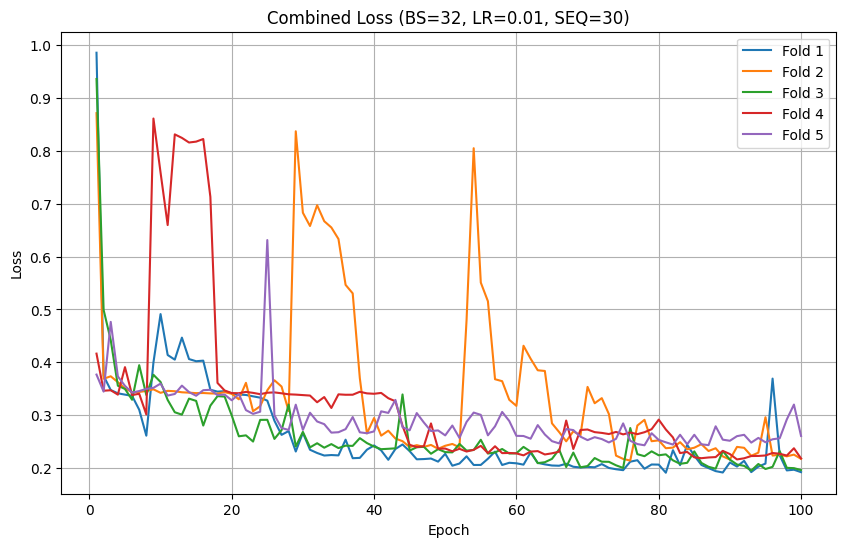 Combined Loss (BS=32, LR=0.01, SEQ=30)
1.0
0.9
0.8
0.7
0.6
0.5
0.4
0.3
0.2
Loss
Fold 1
Fold 2
Fold 3
Fold 4
Fold 5
0 20 40 60 80 100
Epoch